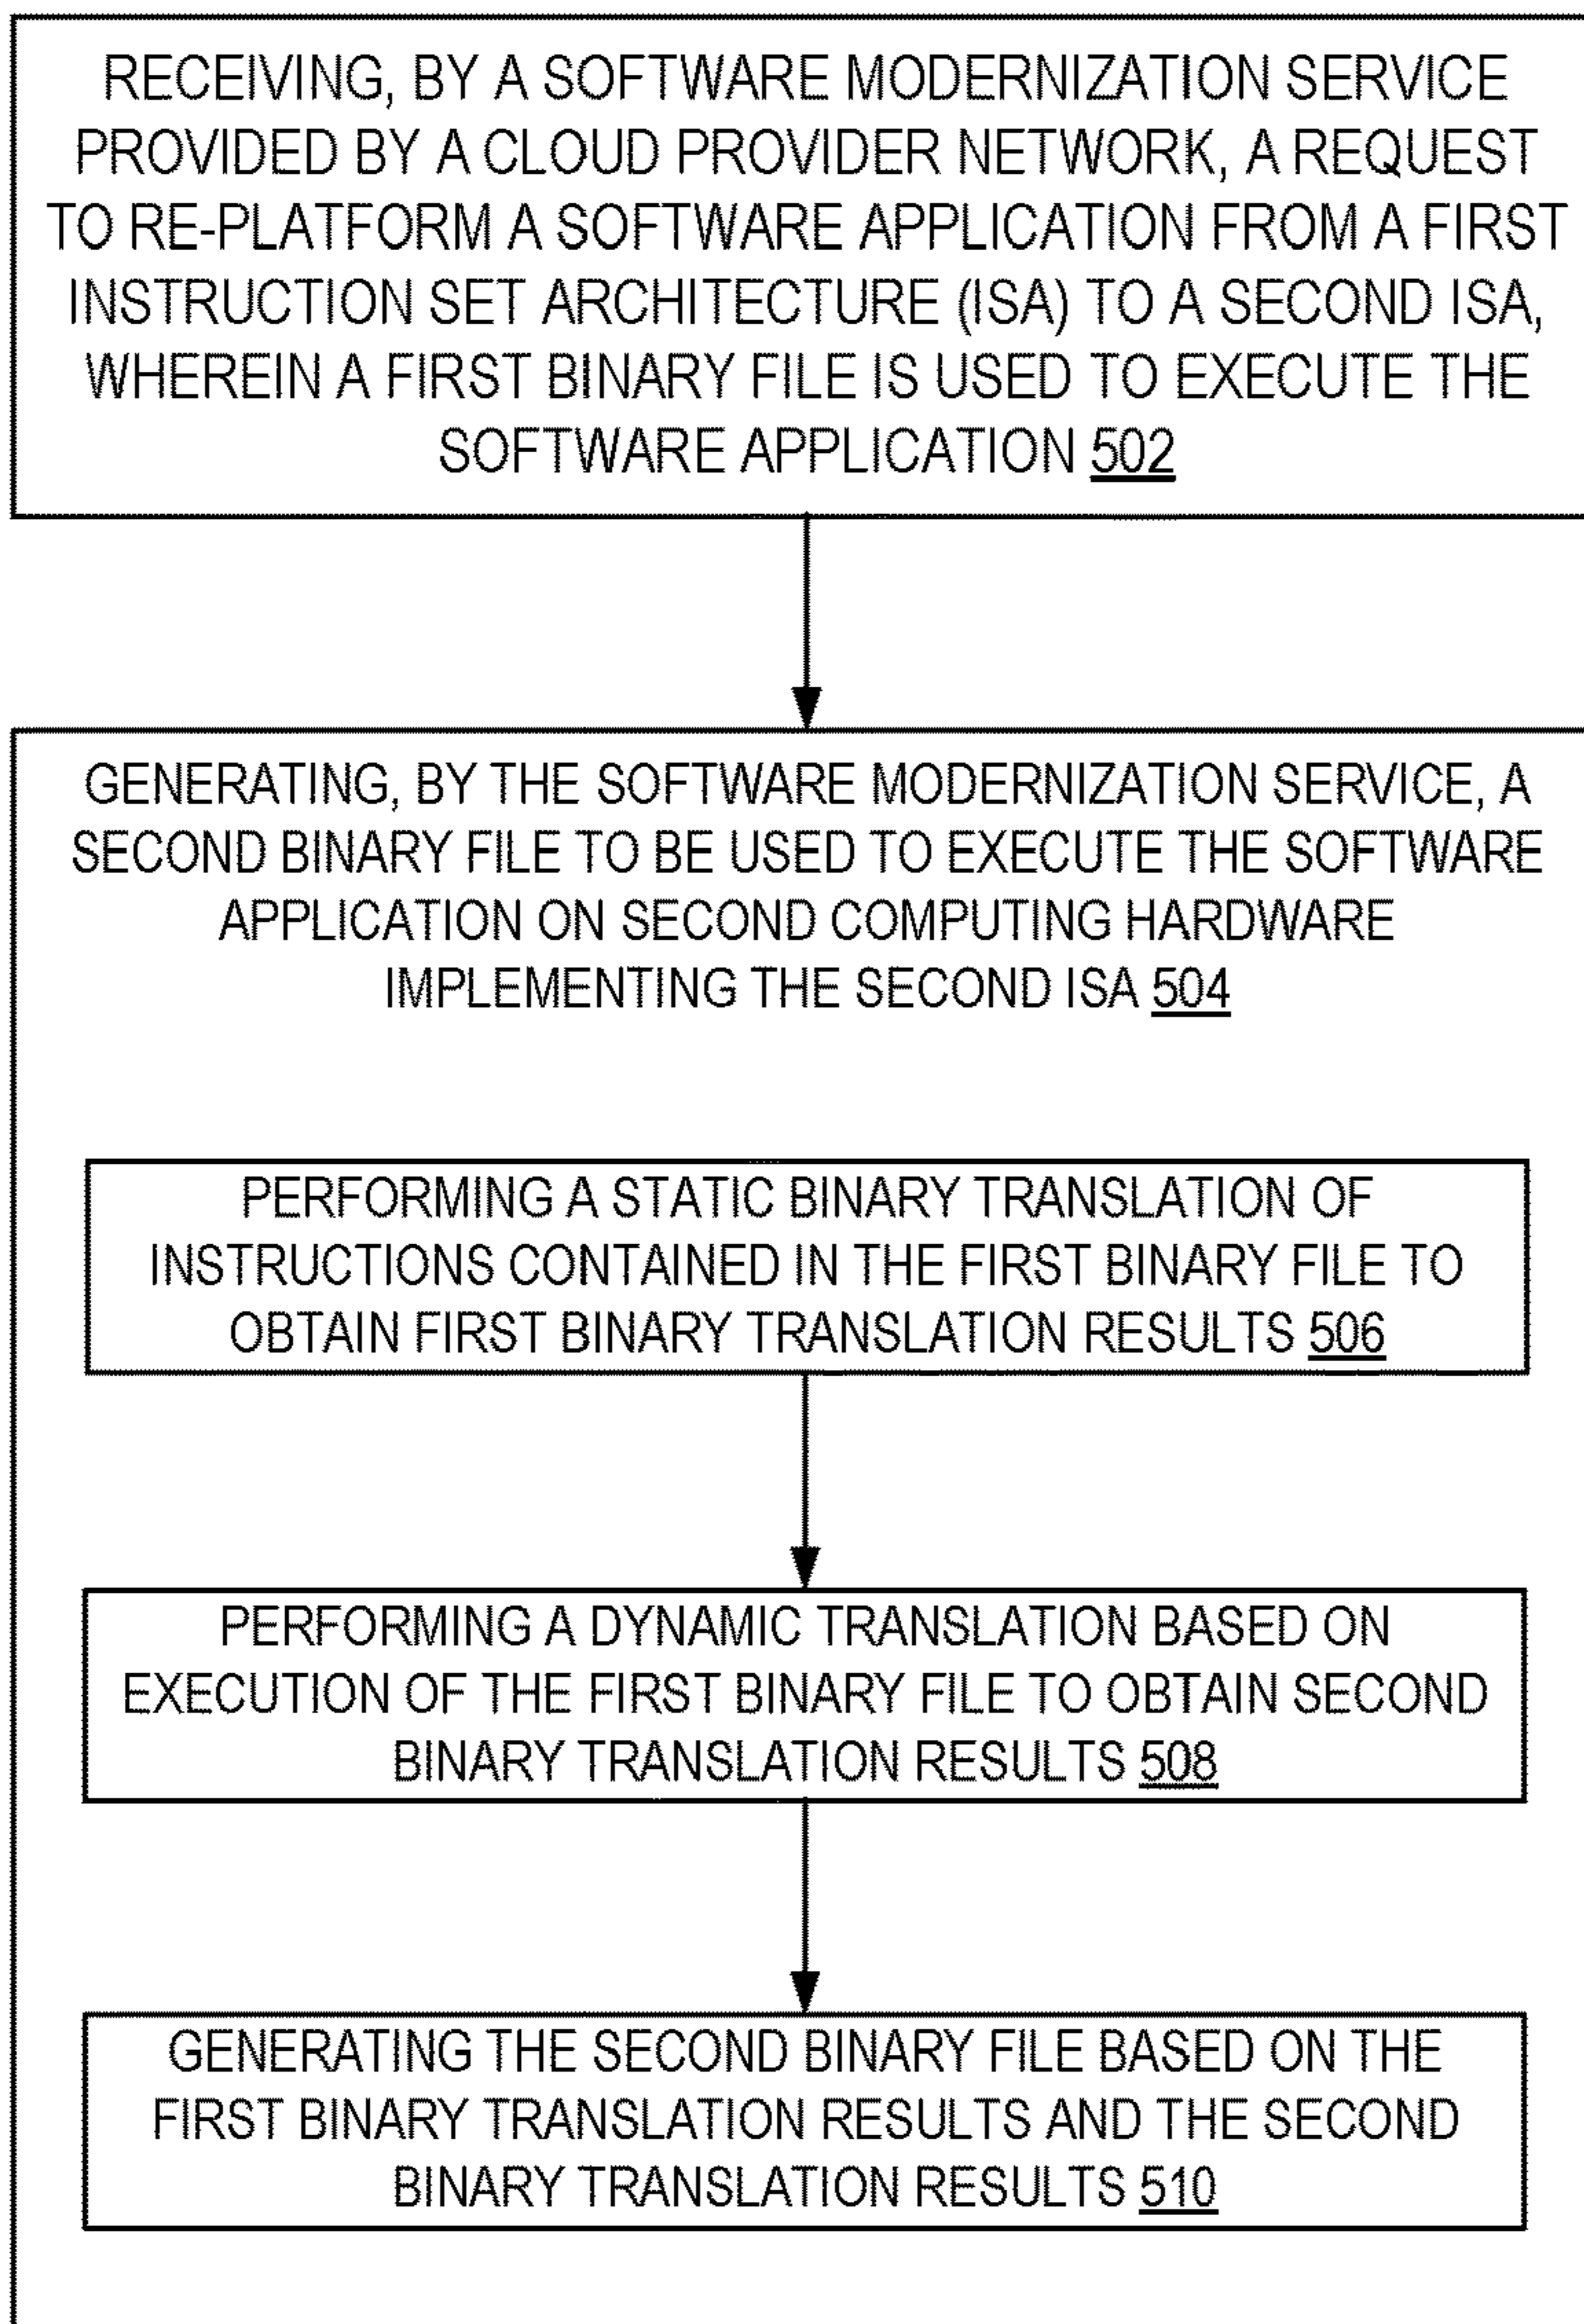 RECEIVING, BY A SOFTWARE MODERNIZATION SERVICE
PROVIDED BY A CLOUD PROVIDER NETWORK, A REQUEST
TO RE-PLATFORM A SOFTWARE APPLICATION FROM A FIRST
INSTRUCTION SET ARCHITECTURE (ISA) TO A SECOND ISA,
WHEREIN A FIRST BINARY FILE IS USED TO EXECUTE THE
SOFTWARE APPLICATION 502
GENERATING, BY THE SOFTWARE MODERNIZATION SERVICE, A
SECOND BINARY FILE TO BE USED TO EXECUTE THE SOFTWARE
APPLICATION ON SECOND COMPUTING HARDWARE
IMPLEMENTING THE SECOND ISA 504
PERFORMING A STATIC BINARY TRANSLATION OF
INSTRUCTIONS CONTAINED IN THE FIRST BINARY FILE TO
OBTAIN FIRST BINARY TRANSLATION RESULTS 506
PERFORMING A DYNAMIC TRANSLATION BASED ON
EXECUTION OF THE FIRST BINARY FILE TO OBTAIN SECOND
BINARY TRANSLATION RESULTS 508
GENERATING THE SECOND BINARY FILE BASED ON THE
FIRST BINARY TRANSLATION RESULTS AND THE SECOND
BINARY TRANSLATION RESULTS 510